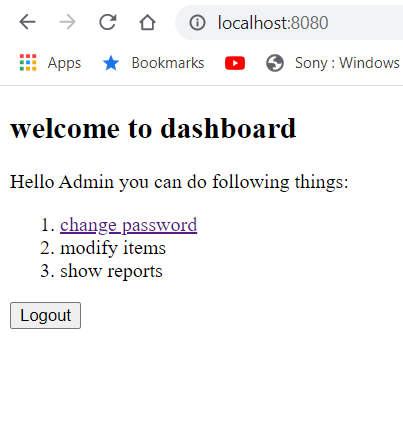 localhost:8080
Apps Bookmarks Sony : Windows
welcome to dashboard
Hello Admin you can do following things:
1. change password
2. modify items
3. show reports
Logout